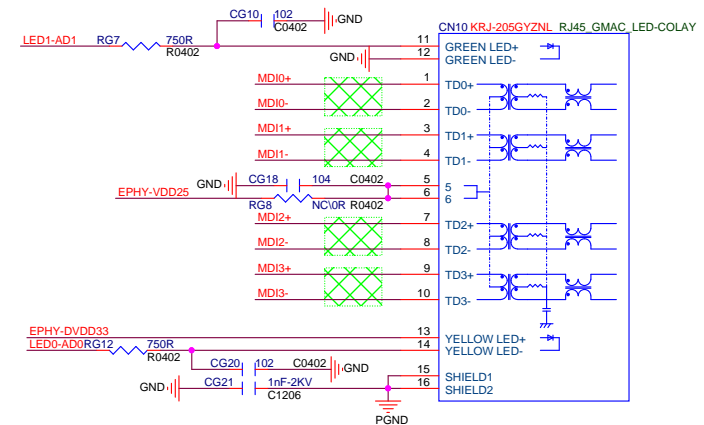 CG10 102 GND CN10 KRJ-205GYZNL RJ45_GMAC_LED-COLAY
C0402
LED1-AD1 RG7 750R 11 GREEN LED+
R0402 GND 12 GREEN LED-
MDI0+ 1 TD0+
MDI0- 2 TD0-
MDI1+ 3 TD1+
MDI1- 4 TD1-
GND CG18 104 C0402 5 5
EPHY-VDD25 6 6
RG8 NC\0R R0402
MDI2+ 7 TD2+
MDI2- 8 TD2-
MDI3+ 9 TD3+
MDI3- 10 TD3-
EPHY-DVDD33 13 YELLOW LED+
LED0-AD0 RG12 750R 14 YELLOW LED-
R0402
CG20 102 C0402 GND 15 SHIELD1
GND CG21 1nF-2KV 16 SHIELD2
C1206
PGND